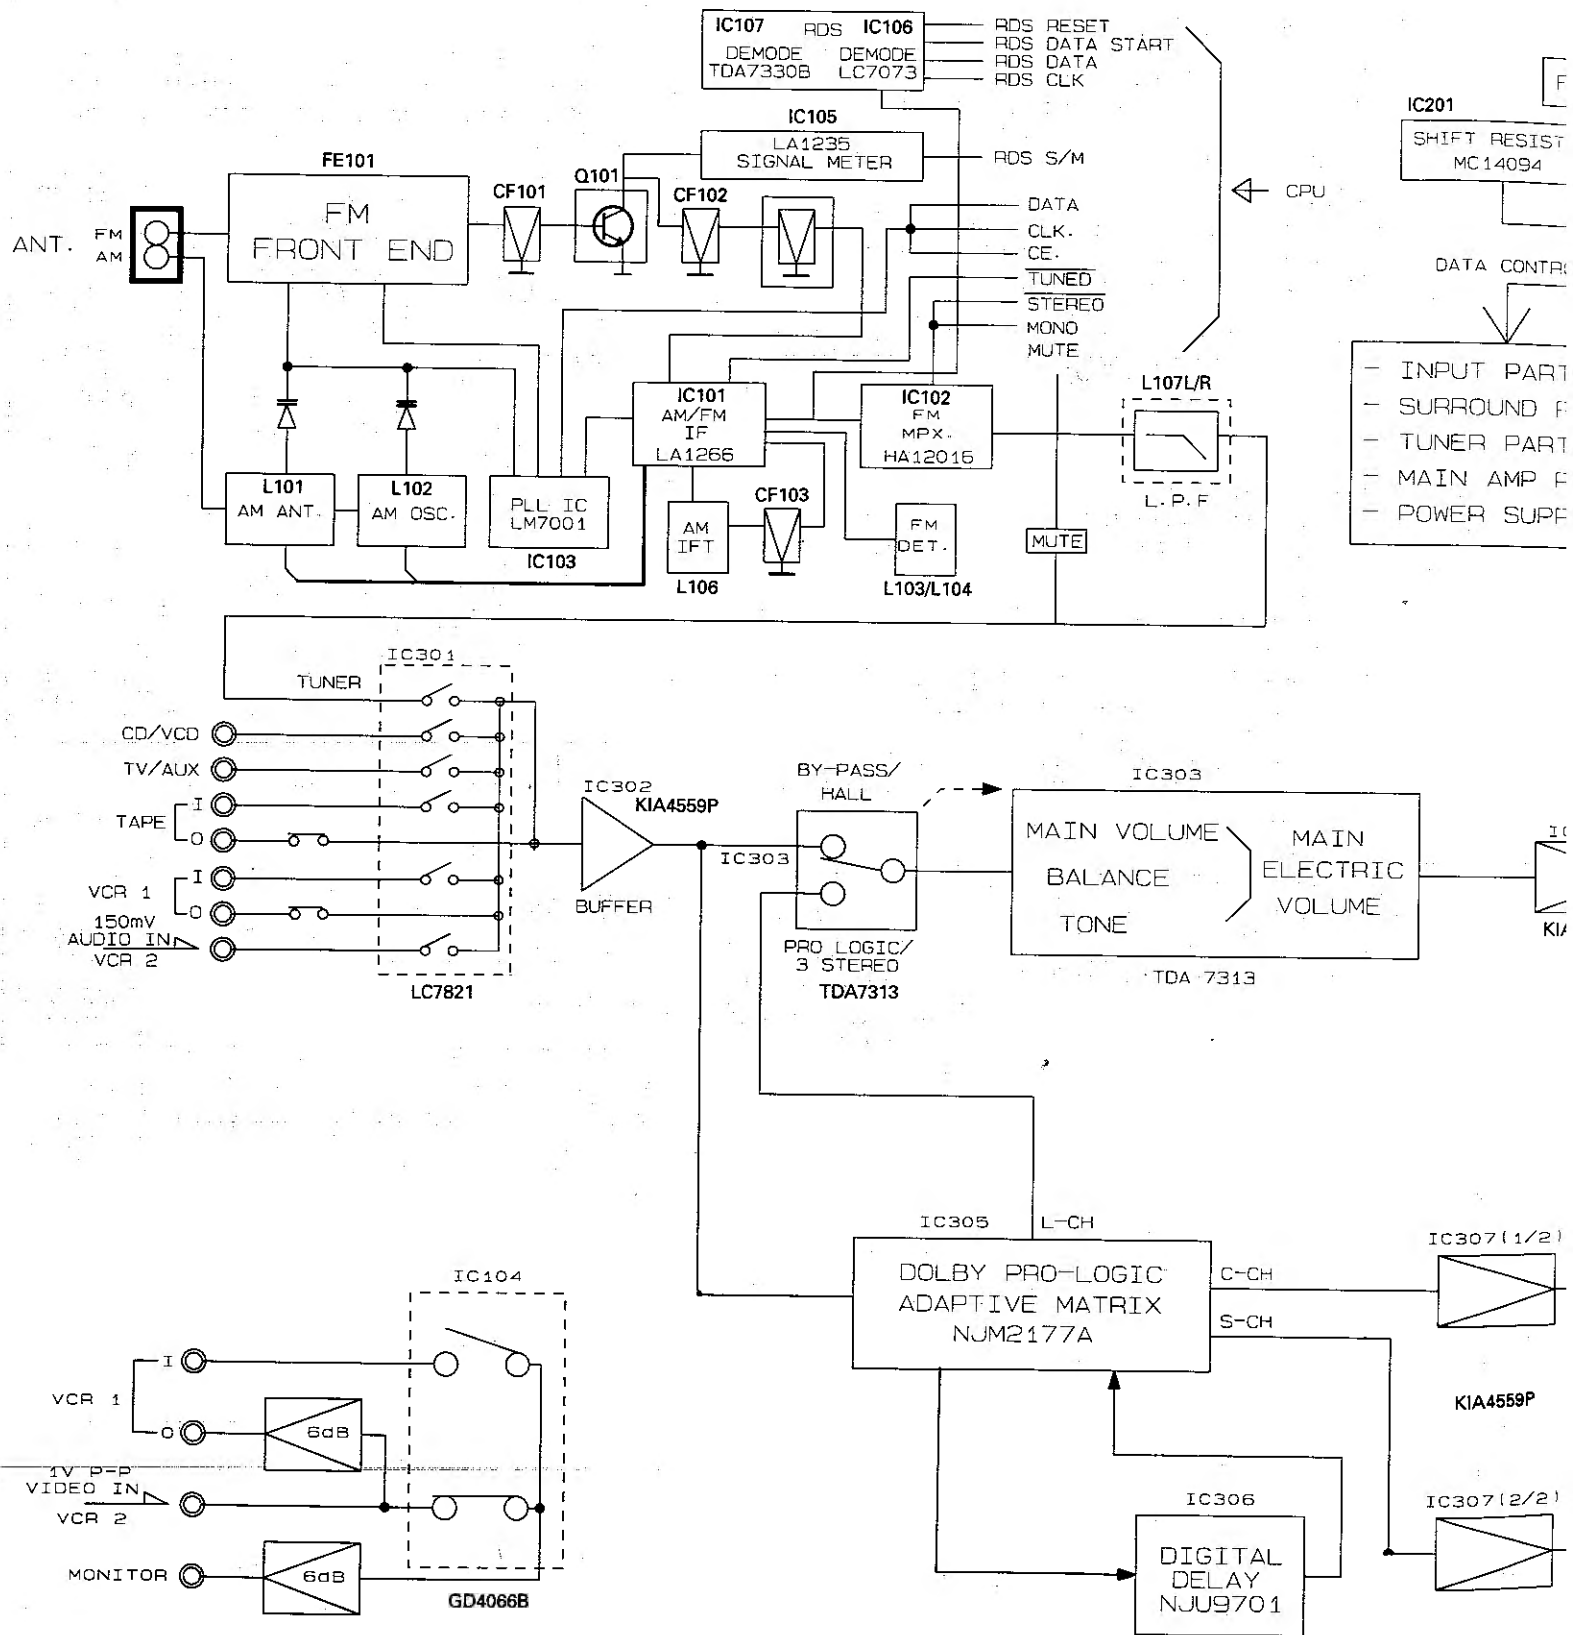 IC107 RDS IC106
DEMODE DEMODE
TDA7330B LC7073
RDS RESET
RDS DATA START
RDS DATA
RDS CLK
IC105
LA1235
SIGNAL METER
RDS S/M
CPU
IC201
SHIFT RESIST
MC14094
DATA CONTR
- INPUT PART
- SURROUND
- TUNER PART
- MAIN AMP
- POWER SUPP
FE101
FM
FRONT END
CF101
Q101
CF102
ANT.
FM
AM
DATA
CLK.
CE.
TUNED
STEREO
MONO
MUTE
L107L/R
L.P.F
IC101
AM/FM
IF
LA1266
IC102
FM
MPX.
HA12016
L101
AM ANT.
L102
AM OSC.
PLL IC
LM7001
IC103
AM
IFT
L106
CF103
FM
DET.
L103/L104
MUTE
IC301
TUNER
CD/VCD
TV/AUX
TAPE
I
O
VCR 1
I
O
150mV
AUDIO IN
VCR 2
LC7821
IC302
KIA4559P
BUFFER
IC303
BY-PASS/
HALL
PRO LOGIC/
3 STEREO
TDA7313
IC303
MAIN VOLUME
BALANCE
TONE
MAIN
ELECTRIC
VOLUME
TDA 7313
IC305
L-CH
DOLBY PRO-LOGIC
ADAPTIVE MATRIX
NJM2177A
C-CH
S-CH
IC307(1/2)
KIA4559P
IC307(2/2)
IC306
DIGITAL
DELAY
NJU9701
IC104
VCR 1
I
O
6dB
1V P-P
VIDEO IN
VCR 2
MONITOR
6dB
GD4066B